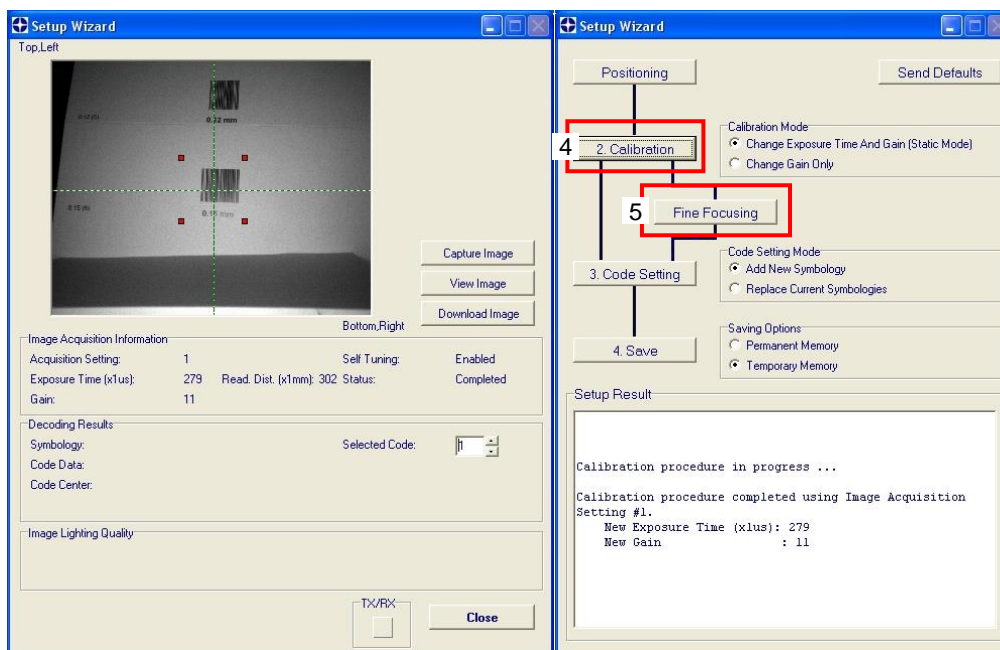 Setup Wizard
Top,Left
0.12 (5)
0.22 mm
0.15 (6)
Capture Image
View Image
Download Image
Bottom,Right
Image Acquisition Information
Acquisition Setting: 1 Self Tuning: Enabled
Exposure Time (x1us): 279 Read. Dist. (x1mm): 302 Status: Completed
Gain: 11
Decoding Results
Symbology: Selected Code: 1
Code Data:
Code Center:
Image Lighting Quality
TX/RX
Close
Setup Wizard
Positioning Send Defaults
4 2. Calibration
Calibration Mode
Change Exposure Time And Gain (Static Mode)
Change Gain Only
5 Fine Focusing
3. Code Setting
Code Setting Mode
Add New Symbology
Replace Current Symbologies
4. Save
Saving Options
Permanent Memory
Temporary Memory
Setup Result
Calibration procedure in progress ...
Calibration procedure completed using Image Acquisition
Setting #1.
New Exposure Time (x1us): 279
New Gain : 11